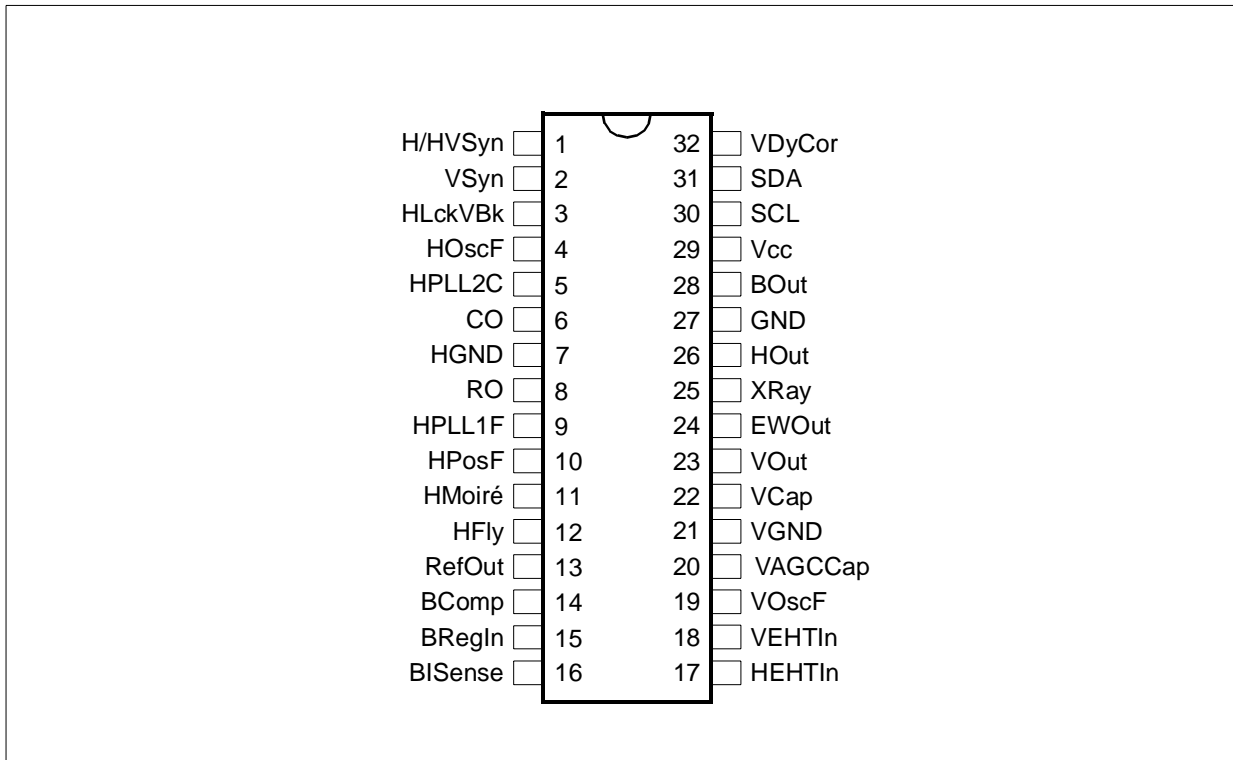 H/HVSyn 1 32 VDyCor
VSyn 2 31 SDA
HLckVBk 3 30 SCL
HOscF 4 29 Vcc
HPLL2C 5 28 BOut
CO 6 27 GND
HGND 7 26 HOut
RO 8 25 XRay
HPLL1F 9 24 EWOut
HPosF 10 23 VOut
HMoiré 11 22 VCap
HFly 12 21 VGND
RefOut 13 20 VAGCCap
BComp 14 19 VOscF
BRegIn 15 18 VEHTIn
BISense 16 17 HEHTIn